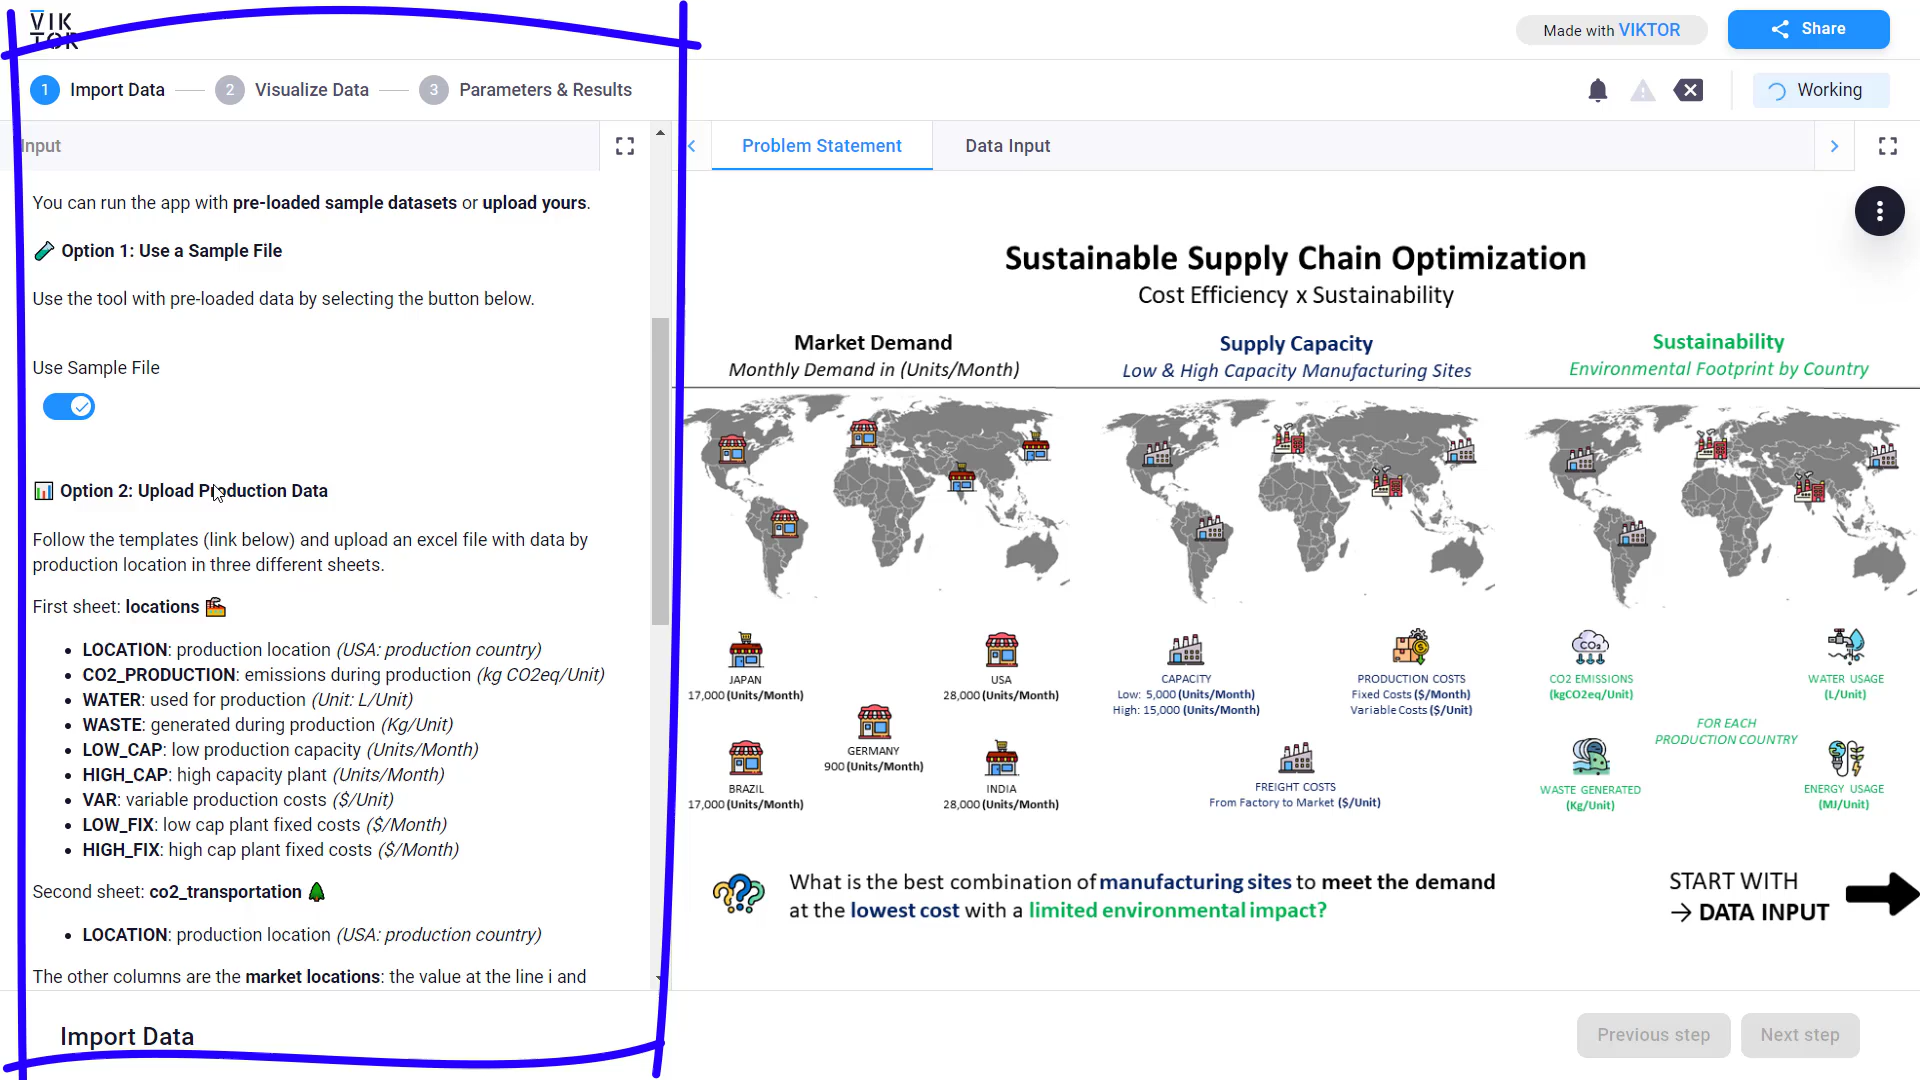 VIK
TOR
Made with VIKTOR
Share
1 Import Data
2 Visualize Data
3 Parameters & Results
Working
Input
Problem Statement
Data Input
You can run the app with pre-loaded sample datasets or upload yours.
Option 1: Use a Sample File
Use the tool with pre-loaded data by selecting the button below.
Use Sample File
Option 2: Upload Production Data
Follow the templates (link below) and upload an excel file with data by
production location in three different sheets.
First sheet: locations
• LOCATION: production location (USA: production country)
• CO2_PRODUCTION: emissions during production (kg CO2eq/Unit)
• WATER: used for production (Unit: L/Unit)
• WASTE: generated during production (Kg/Unit)
• LOW_CAP: low production capacity (Units/Month)
• HIGH_CAP: high capacity plant (Units/Month)
• VAR: variable production costs ($/Unit)
• LOW_FIX: low cap plant fixed costs ($/Month)
• HIGH_FIX: high cap plant fixed costs ($/Month)
Second sheet: co2_transportation
• LOCATION: production location (USA: production country)
The other columns are the market locations: the value at the line i and
Import Data
Sustainable Supply Chain Optimization
Cost Efficiency x Sustainability
Market Demand
Monthly Demand in (Units/Month)
Supply Capacity
Low & High Capacity Manufacturing Sites
Sustainability
Environmental Footprint by Country
JAPAN
17,000 (Units/Month)
USA
28,000 (Units/Month)
GERMANY
900 (Units/Month)
BRAZIL
17,000 (Units/Month)
INDIA
28,000 (Units/Month)
CAPACITY
Low: 5,000 (Units/Month)
High: 15,000 (Units/Month)
PRODUCTION COSTS
Fixed Costs ($/Month)
Variable Costs ($/Unit)
FREIGHT COSTS
From Factory to Market ($/Unit)
CO2
CO2 EMISSIONS
(kgCO2eq/Unit)
WATER USAGE
(L/Unit)
FOR EACH
PRODUCTION COUNTRY
WASTE GENERATED
(Kg/Unit)
ENERGY USAGE
(MJ/Unit)
What is the best combination of manufacturing sites to meet the demand
at the lowest cost with a limited environmental impact?
START WITH
→ DATA INPUT
Previous step
Next step